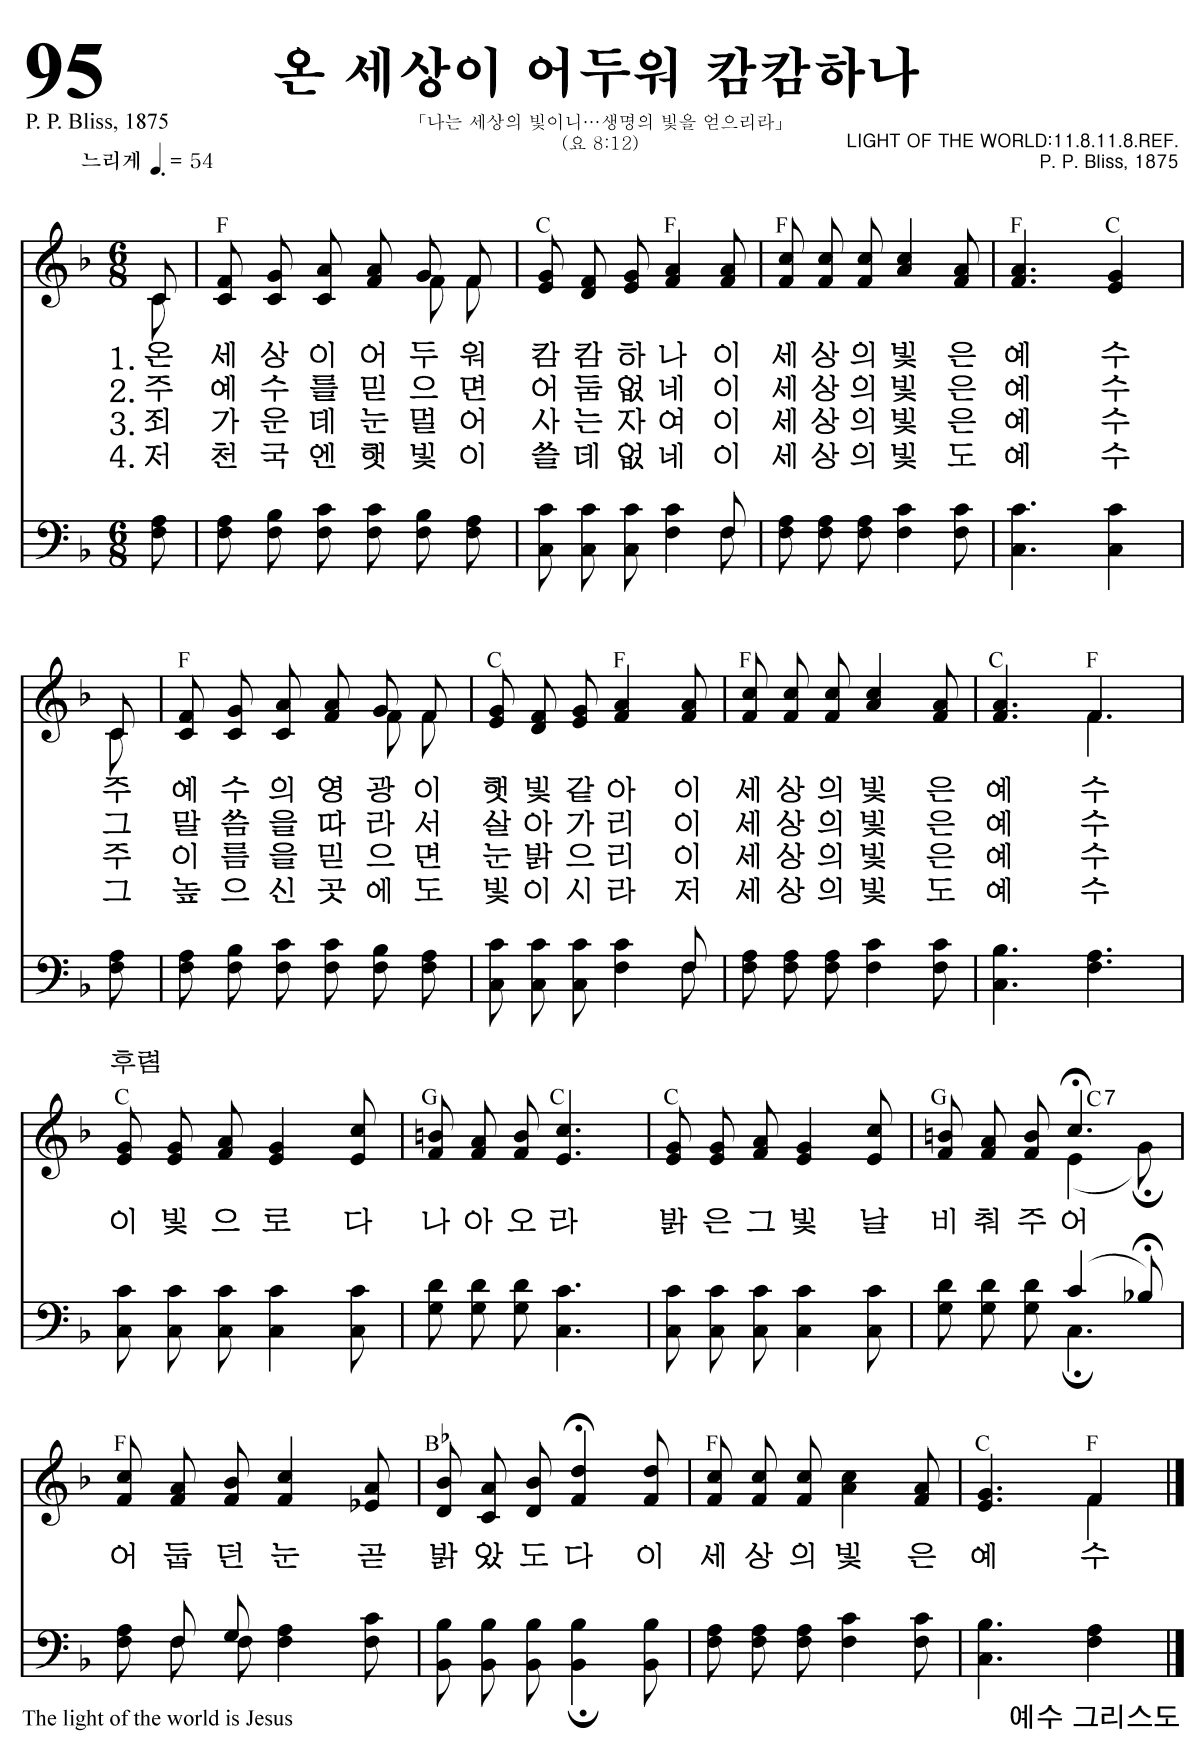 95
온 세상이 어두워 캄캄하나
P. P. Bliss, 1875
「나는 세상의 빛이니…생명의 빛을 얻으리라」
(요 8:12)
LIGHT OF THE WORLD:11.8.11.8.REF.
P. P. Bliss, 1875
느리게 ♩. = 54
F C F F F C
6 8
1. 온 세 상 이 어 두 워 캄 캄 하 나 이 세 상 의 빛 은 예 수
2. 주 예 수 를 믿 으 면 어 둠 없 네 이 세 상 의 빛 은 예 수
3. 죄 가 운 데 눈 멀 어 사 는 자 여 이 세 상 의 빛 은 예 수
4. 저 천 국 엔 햇 빛 이 쓸 데 없 네 이 세 상 의 빛 도 예 수
6 8
F C F F C F
주 예 수 의 영 광 이 햇 빛 같 아 이 세 상 의 빛 은 예 수
그 말 씀 을 따 라 서 살 아 가 리 이 세 상 의 빛 은 예 수
주 이 름 을 믿 으 면 눈 밝 으 리 이 세 상 의 빛 은 예 수
그 높 으 신 곳 에 도 빛 이 시 라 저 세 상 의 빛 도 예 수
후렴
C G C C G C7
이 빛 으 로 다 나 아 오 라 밝 은 그 빛 날 비 춰 주 어
F B♭ F C F
어 둡 던 눈 곧 밝 았 도 다 이 세 상 의 빛 은 예 수
The light of the world is Jesus
예수 그리스도